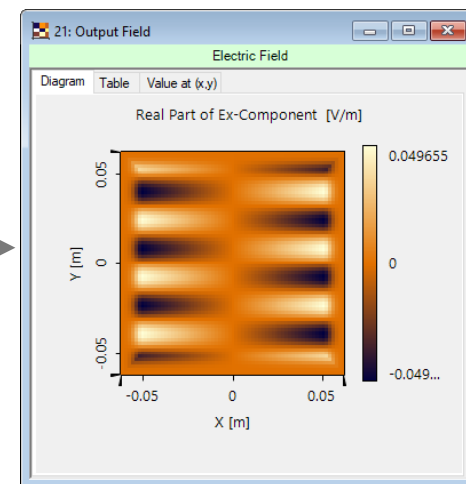 21: Output Field
Electric Field
Diagram Table Value at (x,y)
Real Part of Ex-Component [V/m]
0.05
0
-0.05
Y [m]
-0.05 0 0.05
X [m]
0.049655
0
-0.049...